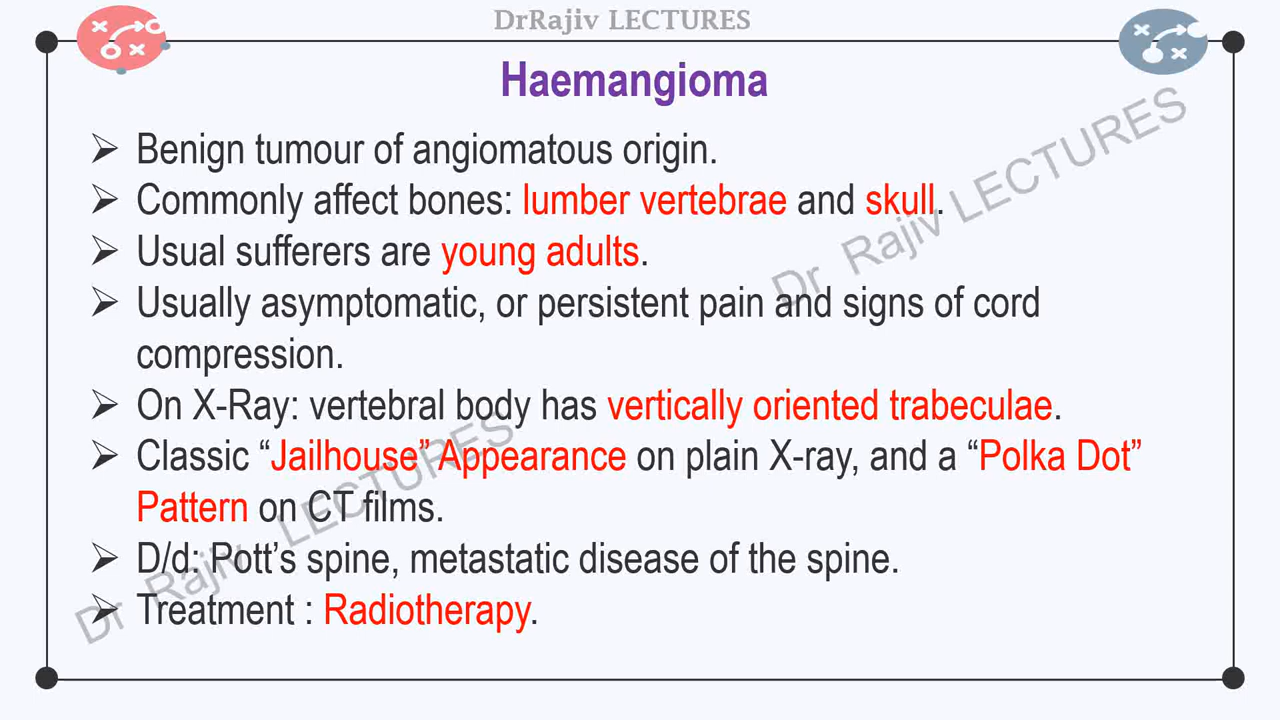 DrRajiv LECTURES
Haemangioma
➢ Benign tumour of angiomatous origin.
➢ Commonly affect bones: lumber vertebrae and skull.
➢ Usual sufferers are young adults.
➢ Usually asymptomatic, or persistent pain and signs of cord
compression.
➢ On X-Ray: vertebral body has vertically oriented trabeculae.
➢ Classic “Jailhouse” Appearance on plain X-ray, and a “Polka Dot”
Pattern on CT films.
➢ D/d: Pott’s spine, metastatic disease of the spine.
➢ Treatment : Radiotherapy.
Dr Rajiv LECTURES
Dr Rajiv LECTURES